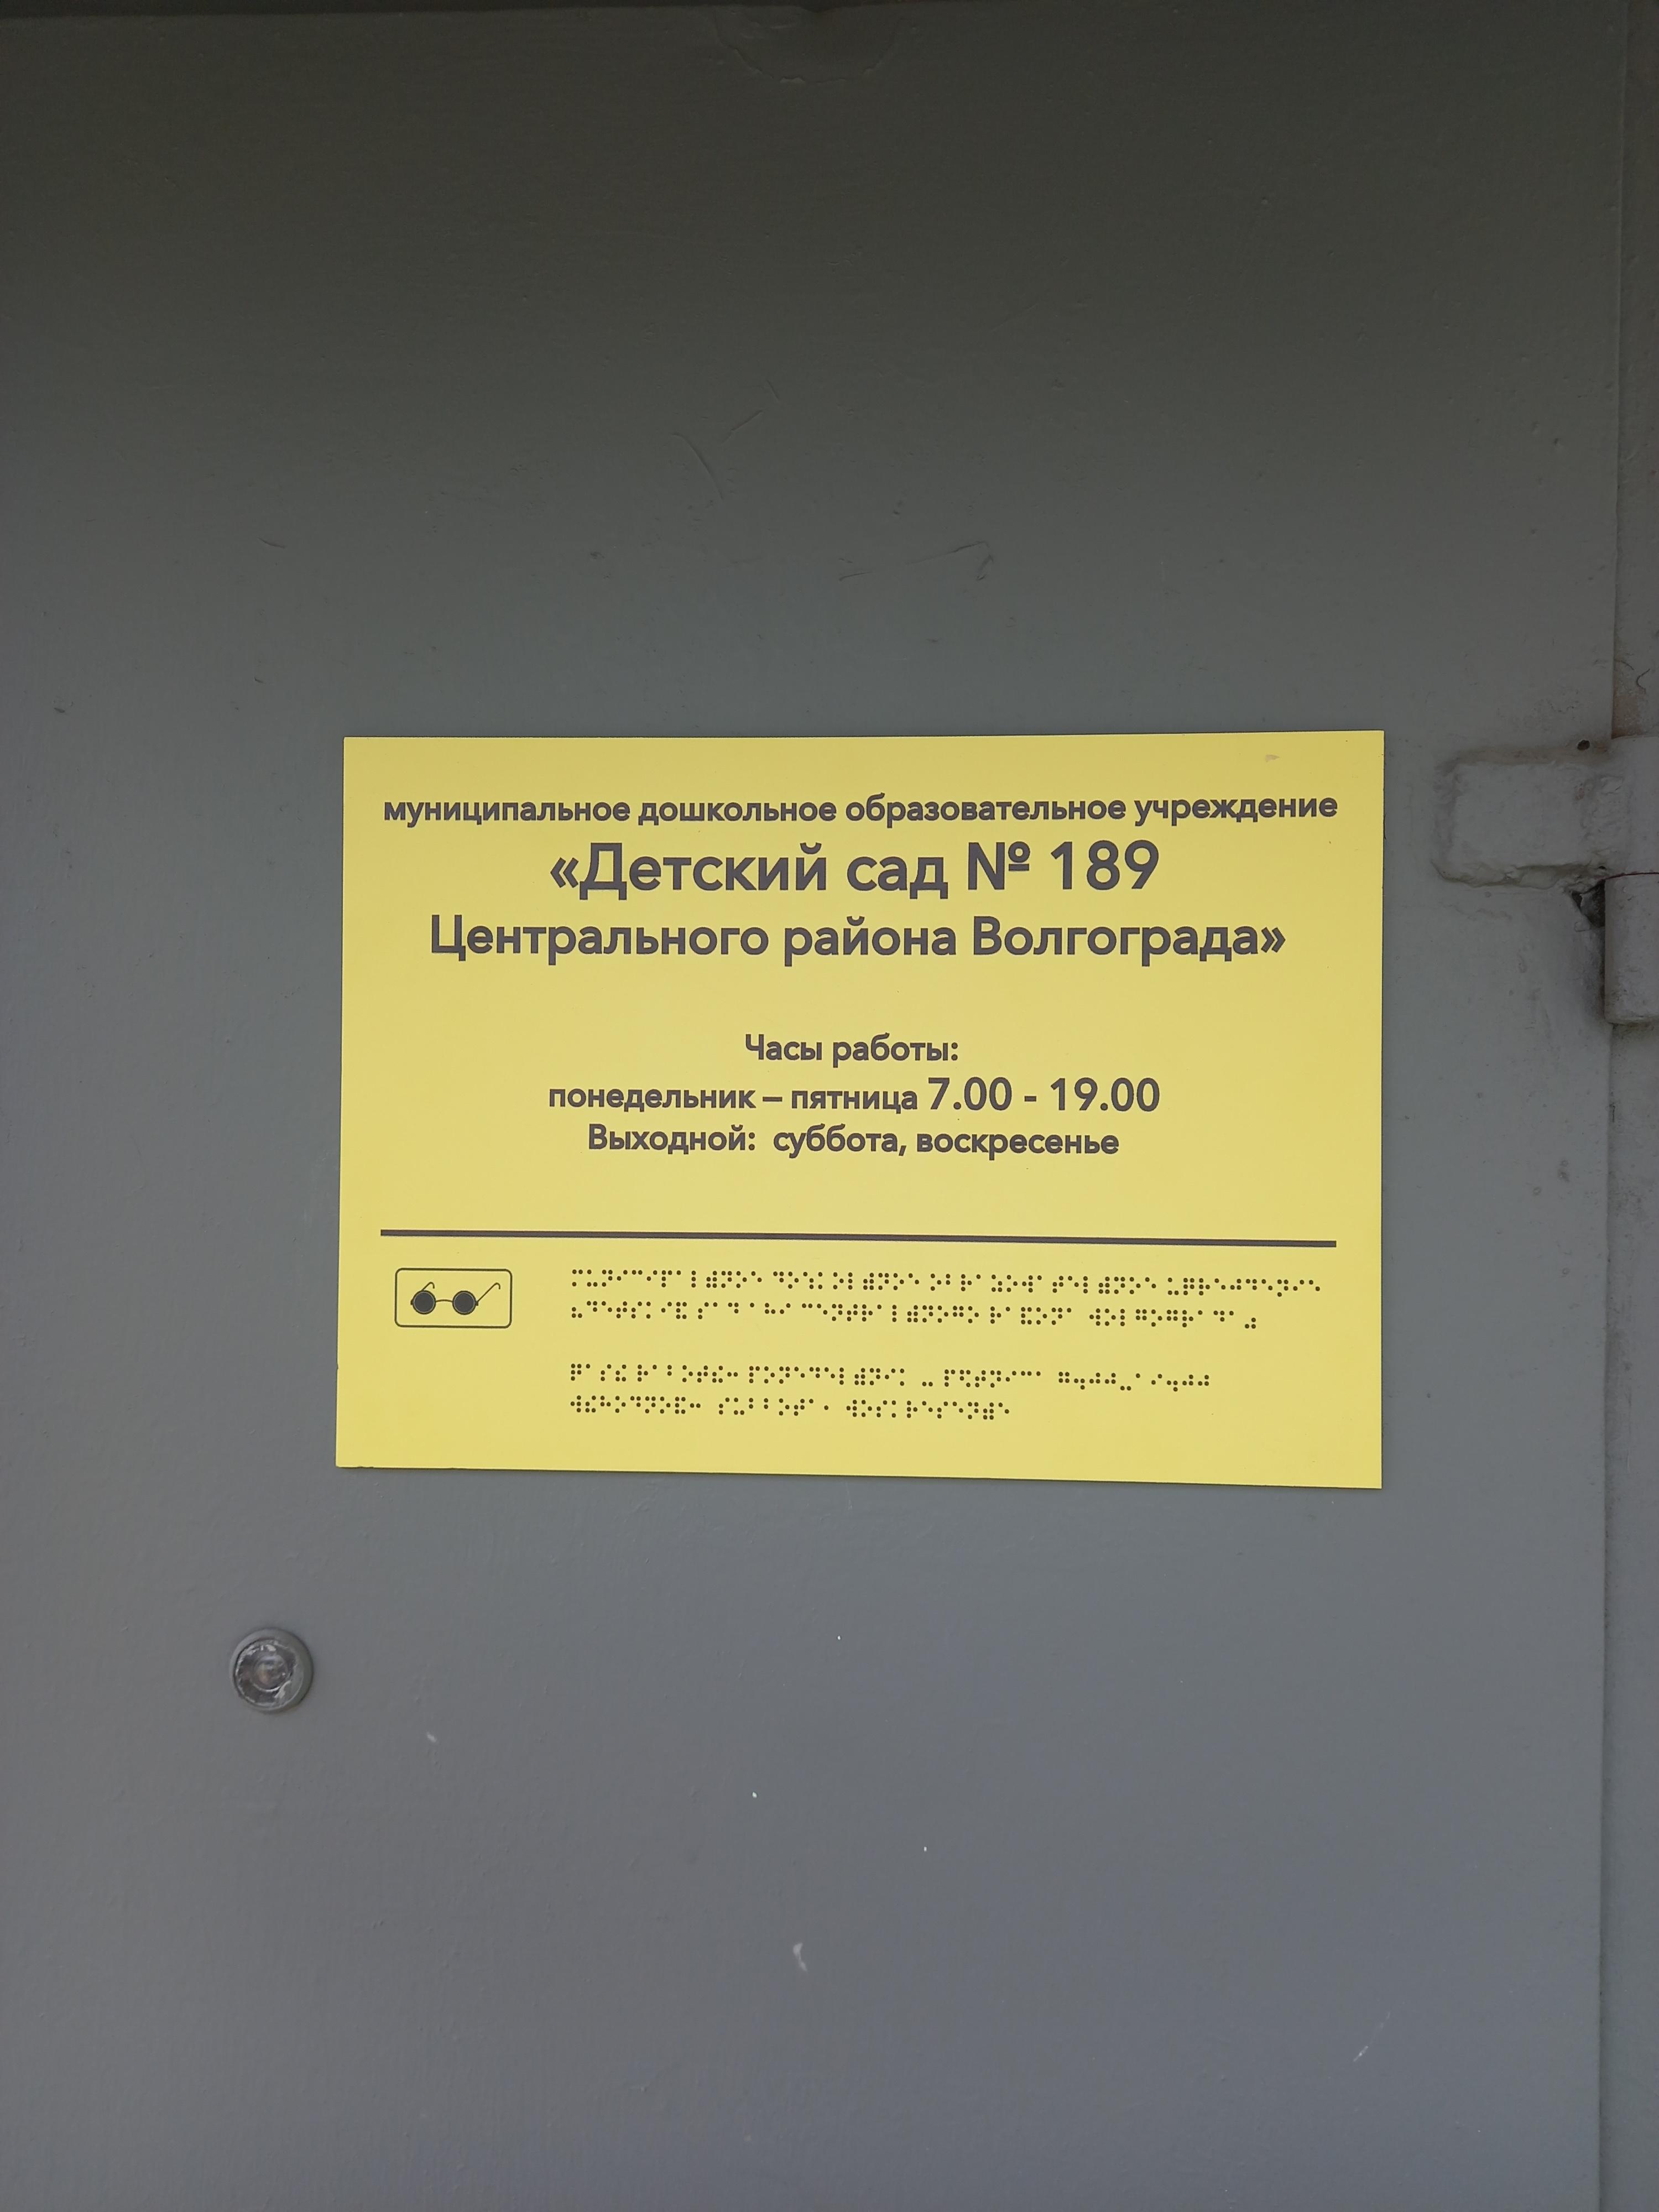 муниципальное дошкольное образовательное учреждение
«Детский сад № 189
Центрального района Волгограда»
Часы работы:
понедельник – пятница 7.00 - 19.00
Выходной: суббота, воскресенье